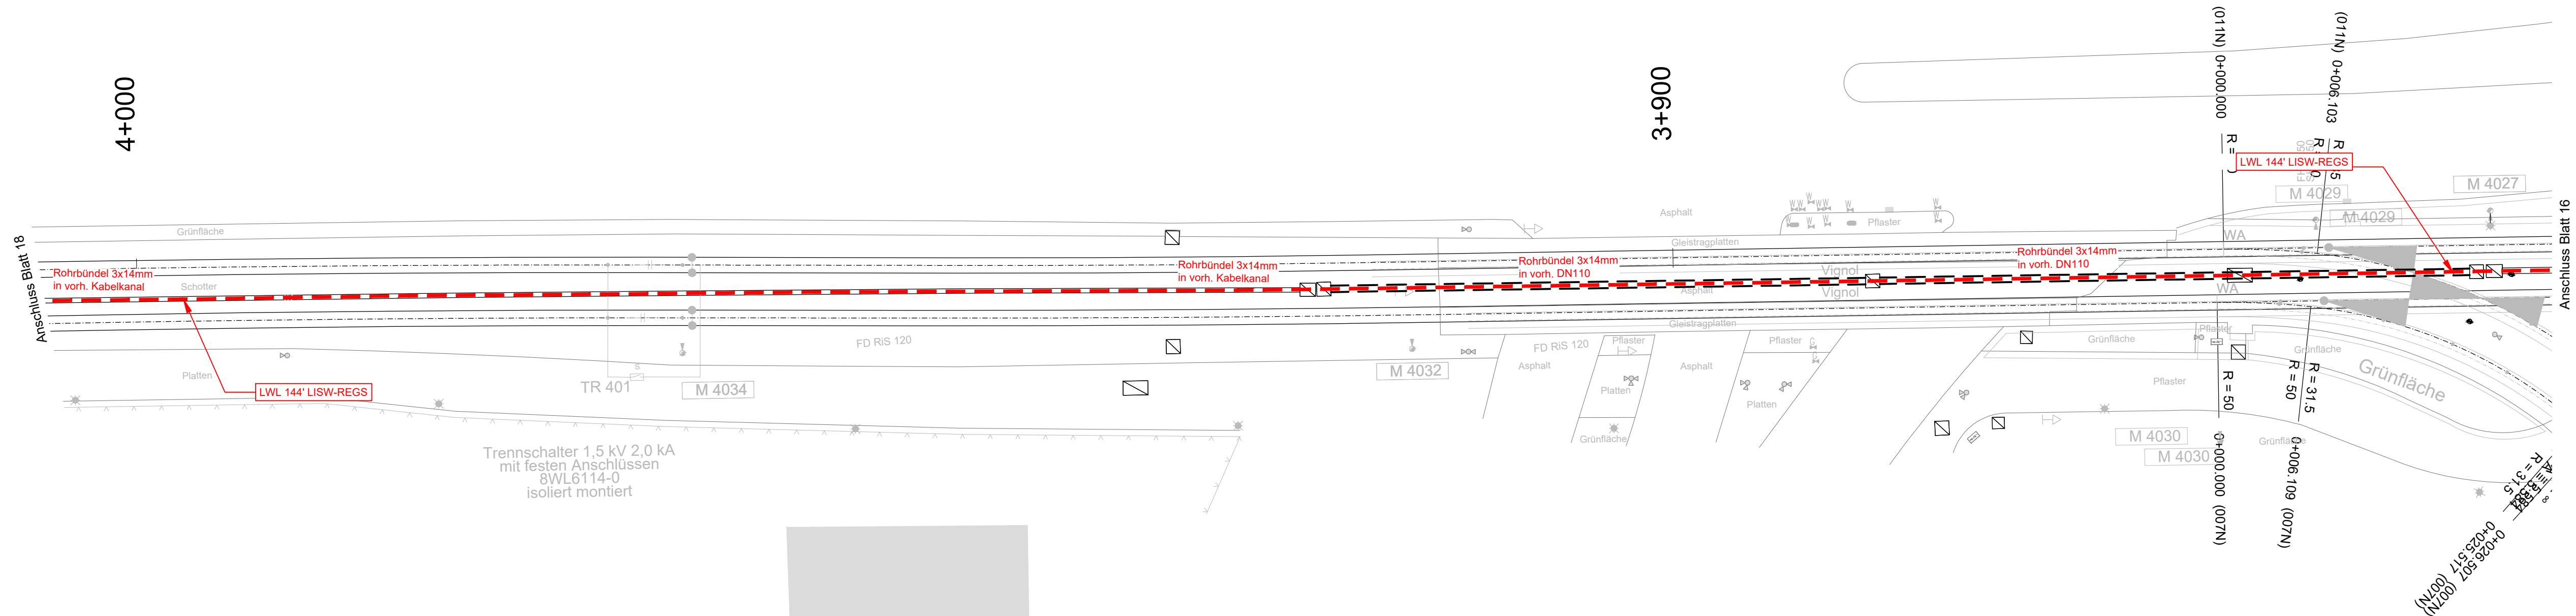 4+000
3+900
(011N) 0+000.000
(011N) 0+006.103
LWL 144' LISW-REGS
M 4029
M 4029
M 4027
Anschluss Blatt 18
Anschluss Blatt 16
Grünfläche
Asphalt
Pflaster
Gleistragplatten
WA
Rohrbündel 3x14mm
in vorh. Kabelkanal
Schotter
Rohrbündel 3x14mm
in vorh. Kabelkanal
Rohrbündel 3x14mm
in vorh. DN110
Vignol
Asphalt
Vignol
Rohrbündel 3x14mm
in vorh. DN110
WA
Gleistragplatten
FD RiS 120
FD RiS 120
Platten
LWL 144' LISW-REGS
S
TR 401
M 4034
M 4032
Asphalt
Pflaster
Platten
Grünfläche
Asphalt
Pflaster
Platten
Grünfläche
Pflaster
Pflaster
Grünfläche
Grünfläche
Grünfläche
M 4030
M 4030
R = 50
R = 50
R = 31.5
0+000.000 (007N)
0+006.109 (007N)
R = 31.5
0+025.517 (007N)
0+026.507 (007N)
Trennschalter 1,5 kV 2,0 kA
mit festen Anschlüssen
8WL6114-0
isoliert montiert